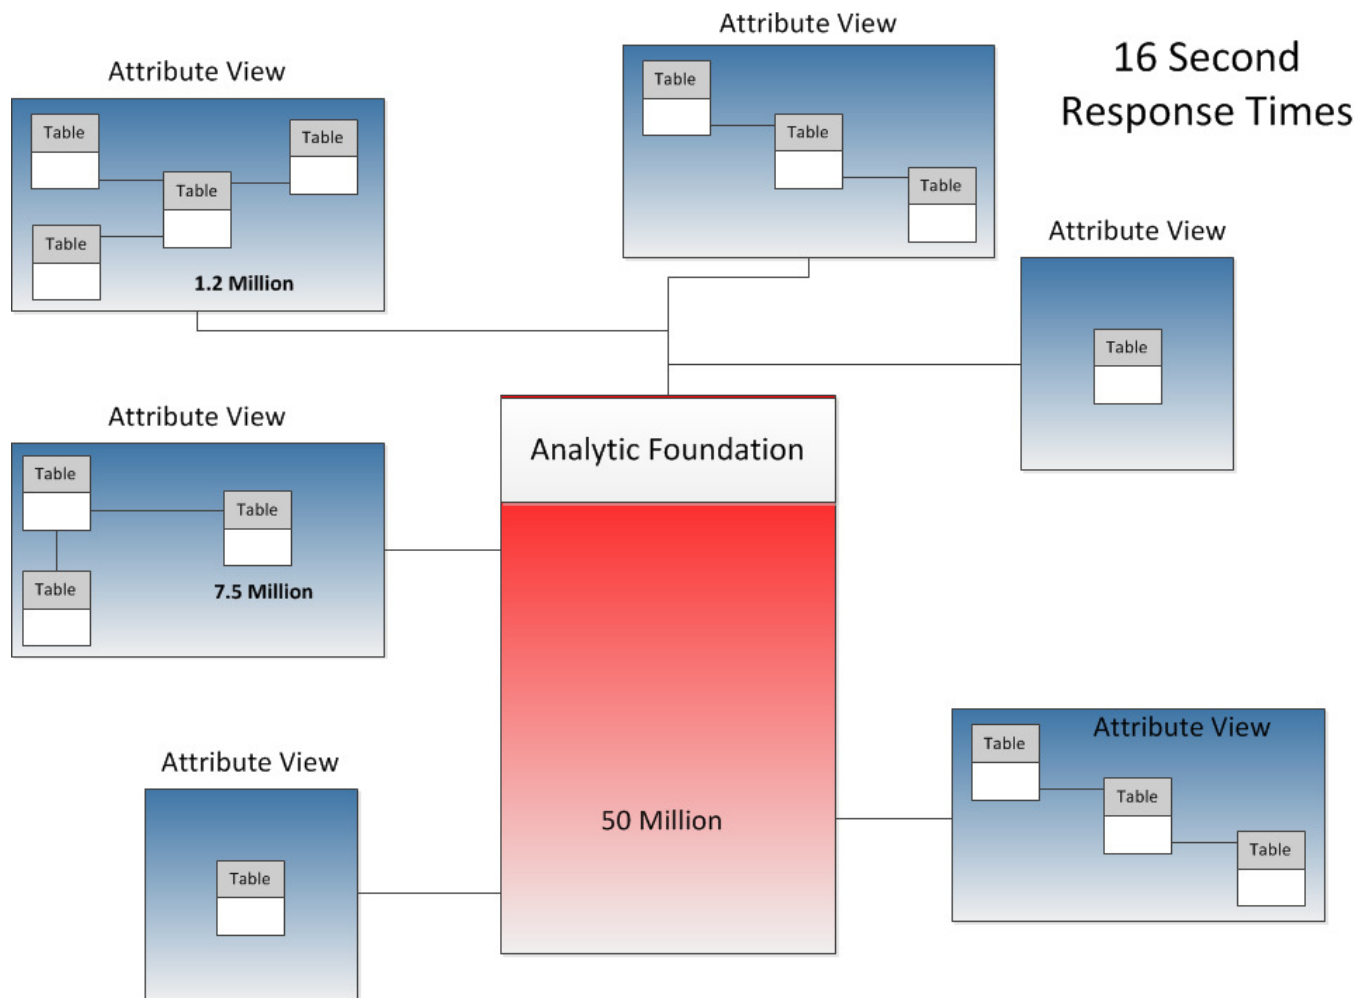 Attribute View
16 Second
Response Times
Attribute View
Table
Table
Table
Table
Table
Table
Table
Attribute View
1.2 Million
Table
Attribute View
Analytic Foundation
Table
Table
Table
7.5 Million
Attribute View
Table
Attribute View
Table
Table
50 Million
Table
Table